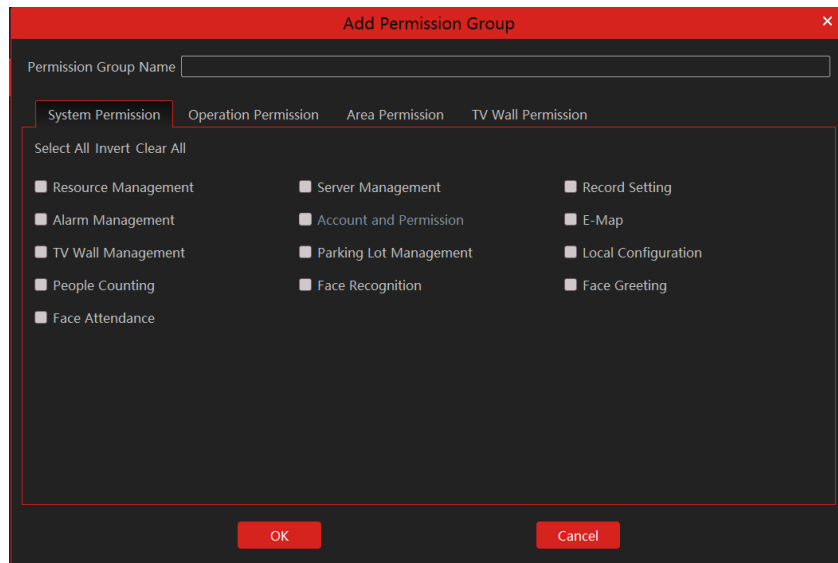 Add Permission Group
Permission Group Name
System Permission Operation Permission Area Permission TV Wall Permission
Select All Invert Clear All
Resource Management Server Management Record Setting
Alarm Management Account and Permission E-Map
TV Wall Management Parking Lot Management Local Configuration
People Counting Face Recognition Face Greeting
Face Attendance
OK Cancel